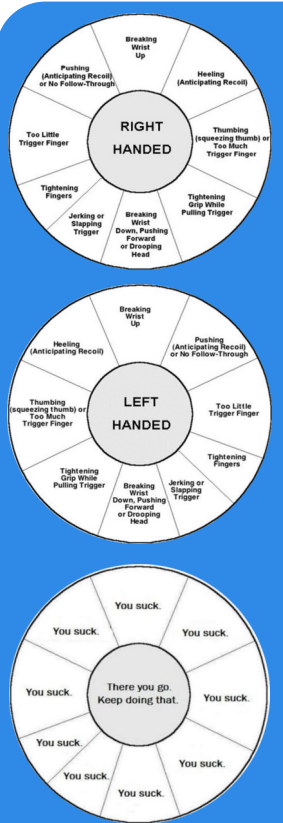 Breaking
Wrist
Up
Heeling
(Anticipating Recoil)
Thumbing
(squeezing thumb) or
Too Much
Trigger Finger
Tightening
Grip While
Pulling Trigger
Breaking
Wrist
Down, Pushing
Forward
or Drooping
Head
Jerking or
Slapping
Trigger
Tightening
Fingers
Too Little
Trigger Finger
Pushing
(Anticipating Recoil)
or No Follow-Through
RIGHT
HANDED
Breaking
Wrist
Up
Pushing
(Anticipating Recoil)
or No Follow-Through
Too Little
Trigger Finger
Tightening
Fingers
Jerking or
Slapping
Trigger
Breaking
Wrist
Down, Pushing
Forward
or Drooping
Head
Tightening
Grip While
Pulling Trigger
Thumbing
(squeezing thumb) or
Too Much
Trigger Finger
Heeling
(Anticipating Recoil)
LEFT
HANDED
You suck.
You suck.
You suck.
You suck.
You suck.
You suck.
You suck.
You suck.
You suck.
There you go.
Keep doing that.